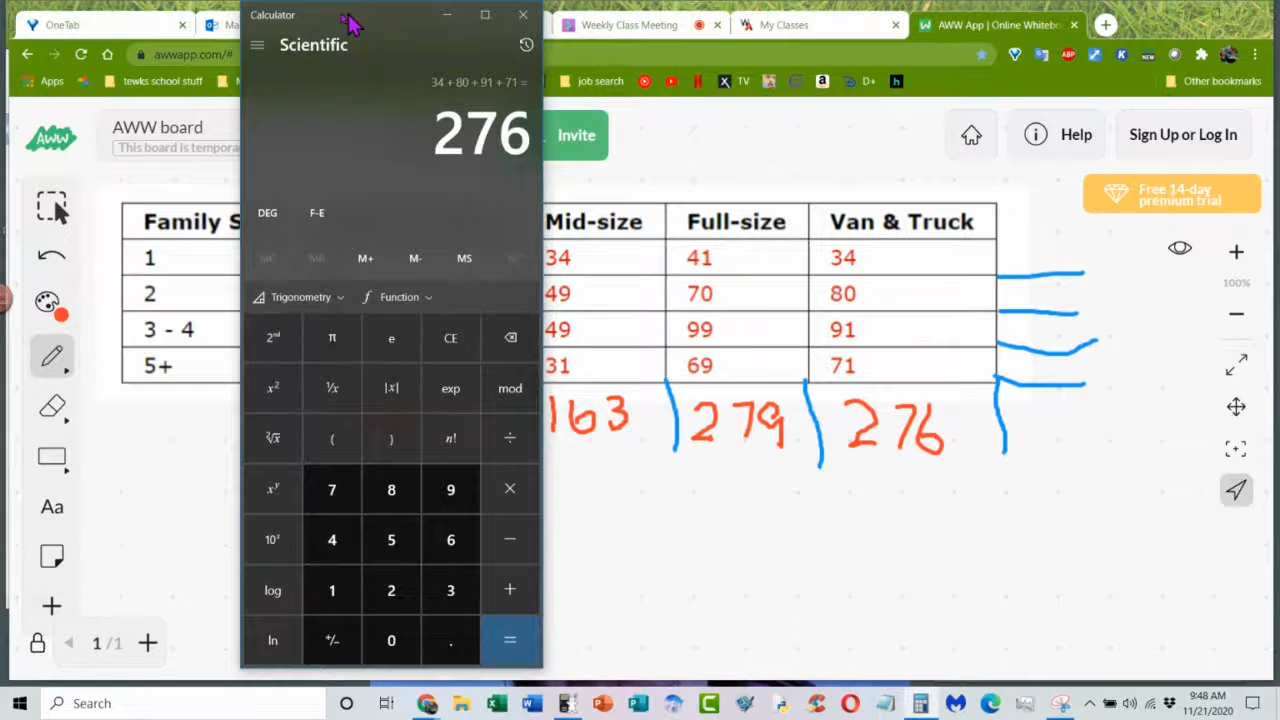 Calculator
Scientific
34 + 80 + 91 + 71 =
276
DEG F-E
M+ M- MS
Trigonometry Function
2nd π e CE
x² ¹/x |x| exp mod
²√x ( ) n! ÷
xʸ 7 8 9 ×
10ˣ 4 5 6 −
log 1 2 3 +
ln +/− 0 . =
OneTab
Weekly Class Meeting
My Classes
AWW App | Online Whitebo
awwapp.com/#
Apps tewks school stuff job search TV D+ Other bookmarks
AWW
AWW board
This board is tempora
Invite
Help
Sign Up or Log In
Free 14-day
premium trial
Family S Mid-size Full-size Van & Truck
1 34 41 34
2 49 70 80
3 - 4 49 99 91
5+ 31 69 71
163 279 276
100%
Aa
1 / 1
Search
9:48 AM
11/21/2020